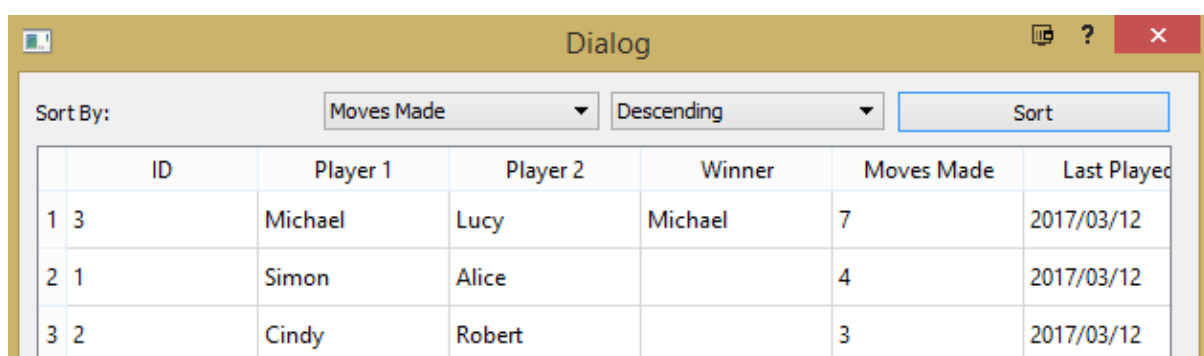 Dialog ?
Sort By: Moves Made Descending Sort
ID Player 1 Player 2 Winner Moves Made Last Played
1 3 Michael Lucy Michael 7 2017/03/12
2 1 Simon Alice 4 2017/03/12
3 2 Cindy Robert 3 2017/03/12